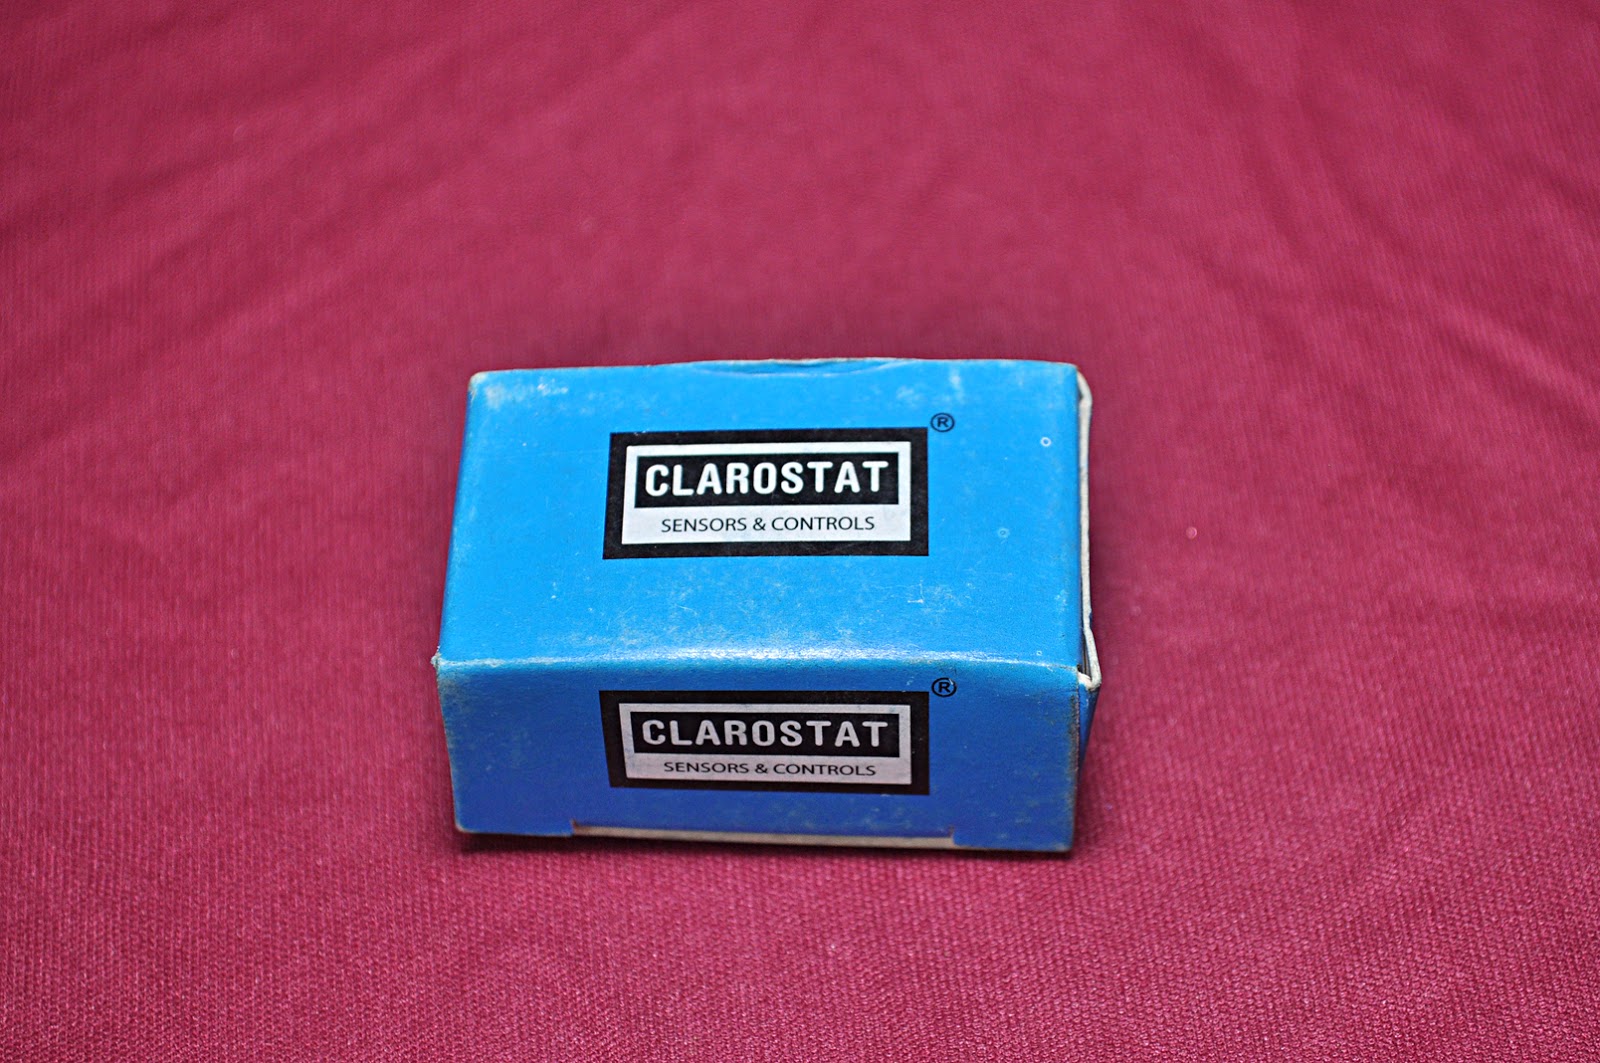 ®
CLAROSTAT
SENSORS & CONTROLS
®
CLAROSTAT
SENSORS & CONTROLS